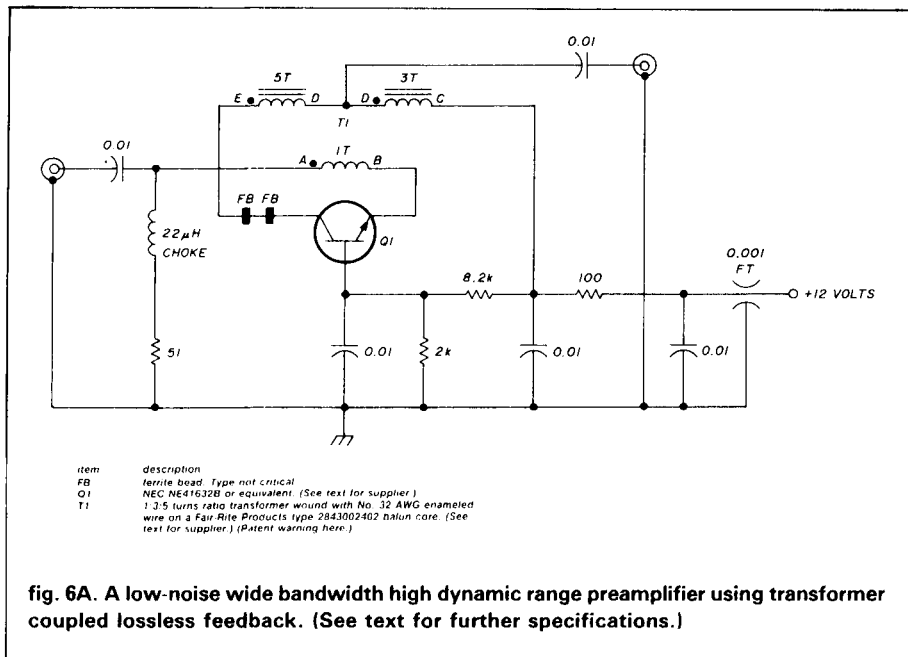 0.01
5T
3T
E
D
D
C
T1
0.01
1T
A
B
FB FB
22µH
CHOKE
Q1
8.2k
100
0.001
FT
+12 VOLTS
51
0.01
2k
0.01
0.01
item description
FB ferrite bead. Type not critical
Q1 NEC NE41632B or equivalent. (See text for supplier.)
T1 1:3:5 turns ratio transformer wound with No. 32 AWG enameled
wire on a Fair-Rite Products type 2843002402 balun core. (See
text for supplier.) (Patent warning here.)
fig. 6A. A low-noise wide bandwidth high dynamic range preamplifier using transformer
coupled lossless feedback. (See text for further specifications.)